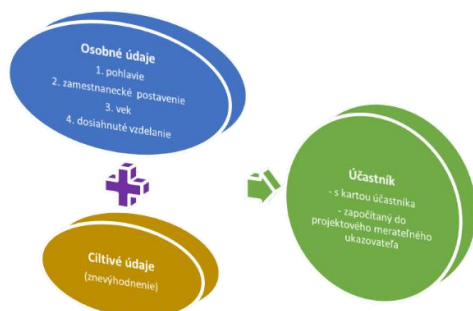 Osobné údaje
1. pohlavie
2. zamestnanecké postavenie
3. vek
4. dosiahnuté vzdelanie
Ciltivé údaje
(znevýhodnenie)
Účastník
- s kartou účastníka
- započítaný do
projektového merateľného
ukazovateľa